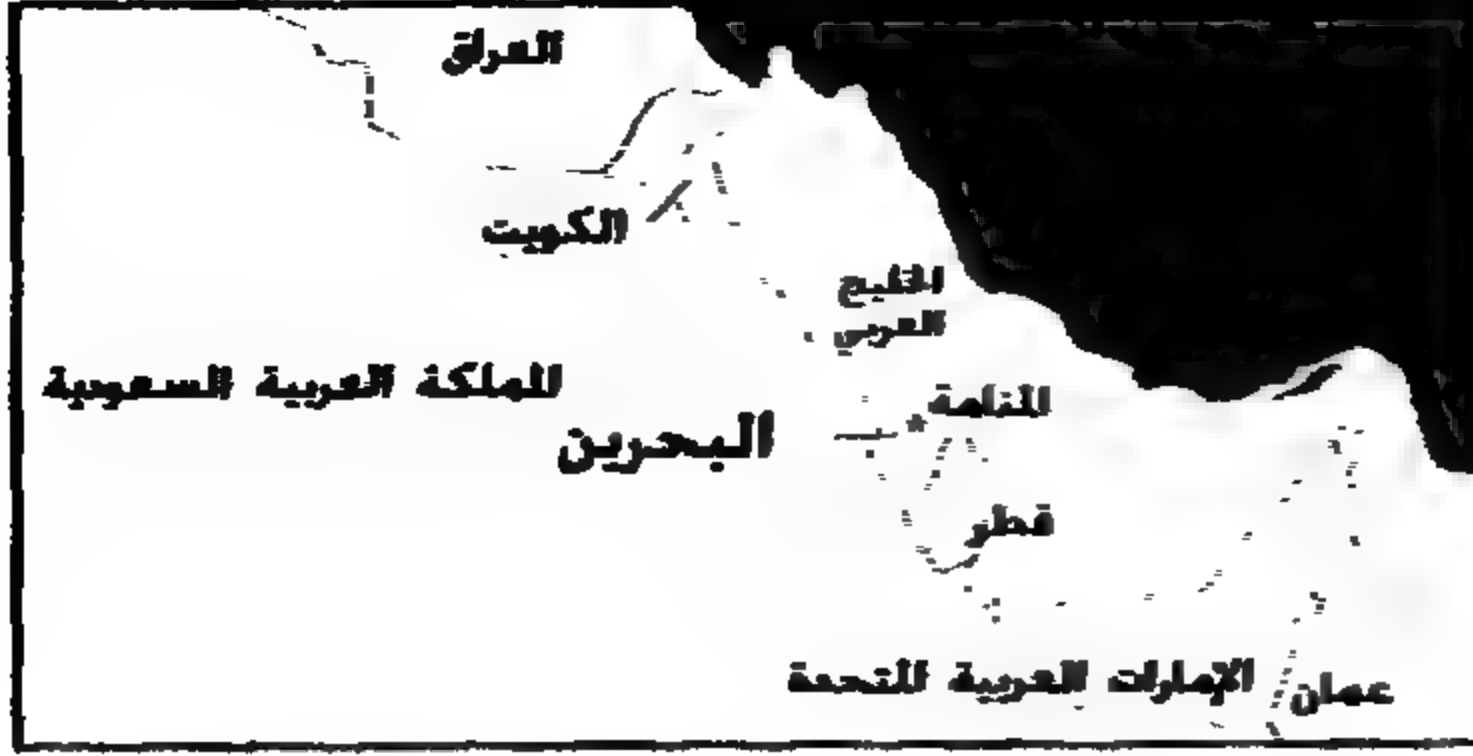 العراق
الكويت
الخليج
العربي
المملكة العربية السعودية
المنامة
البحرين
قطر
الإمارات العربية المتحدة
عمان